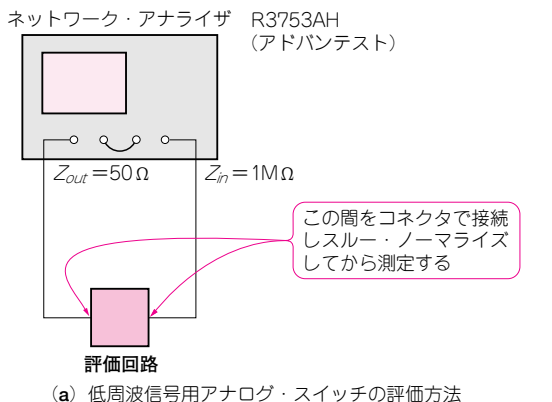 ネットワーク・アナライザ R3753AH
(アドバンテスト)
Zout=50Ω
Zin=1MΩ
この間をコネクタで接続
しスルー・ノーマライズ
してから測定する
評価回路
(a) 低周波信号用アナログ・スイッチの評価方法